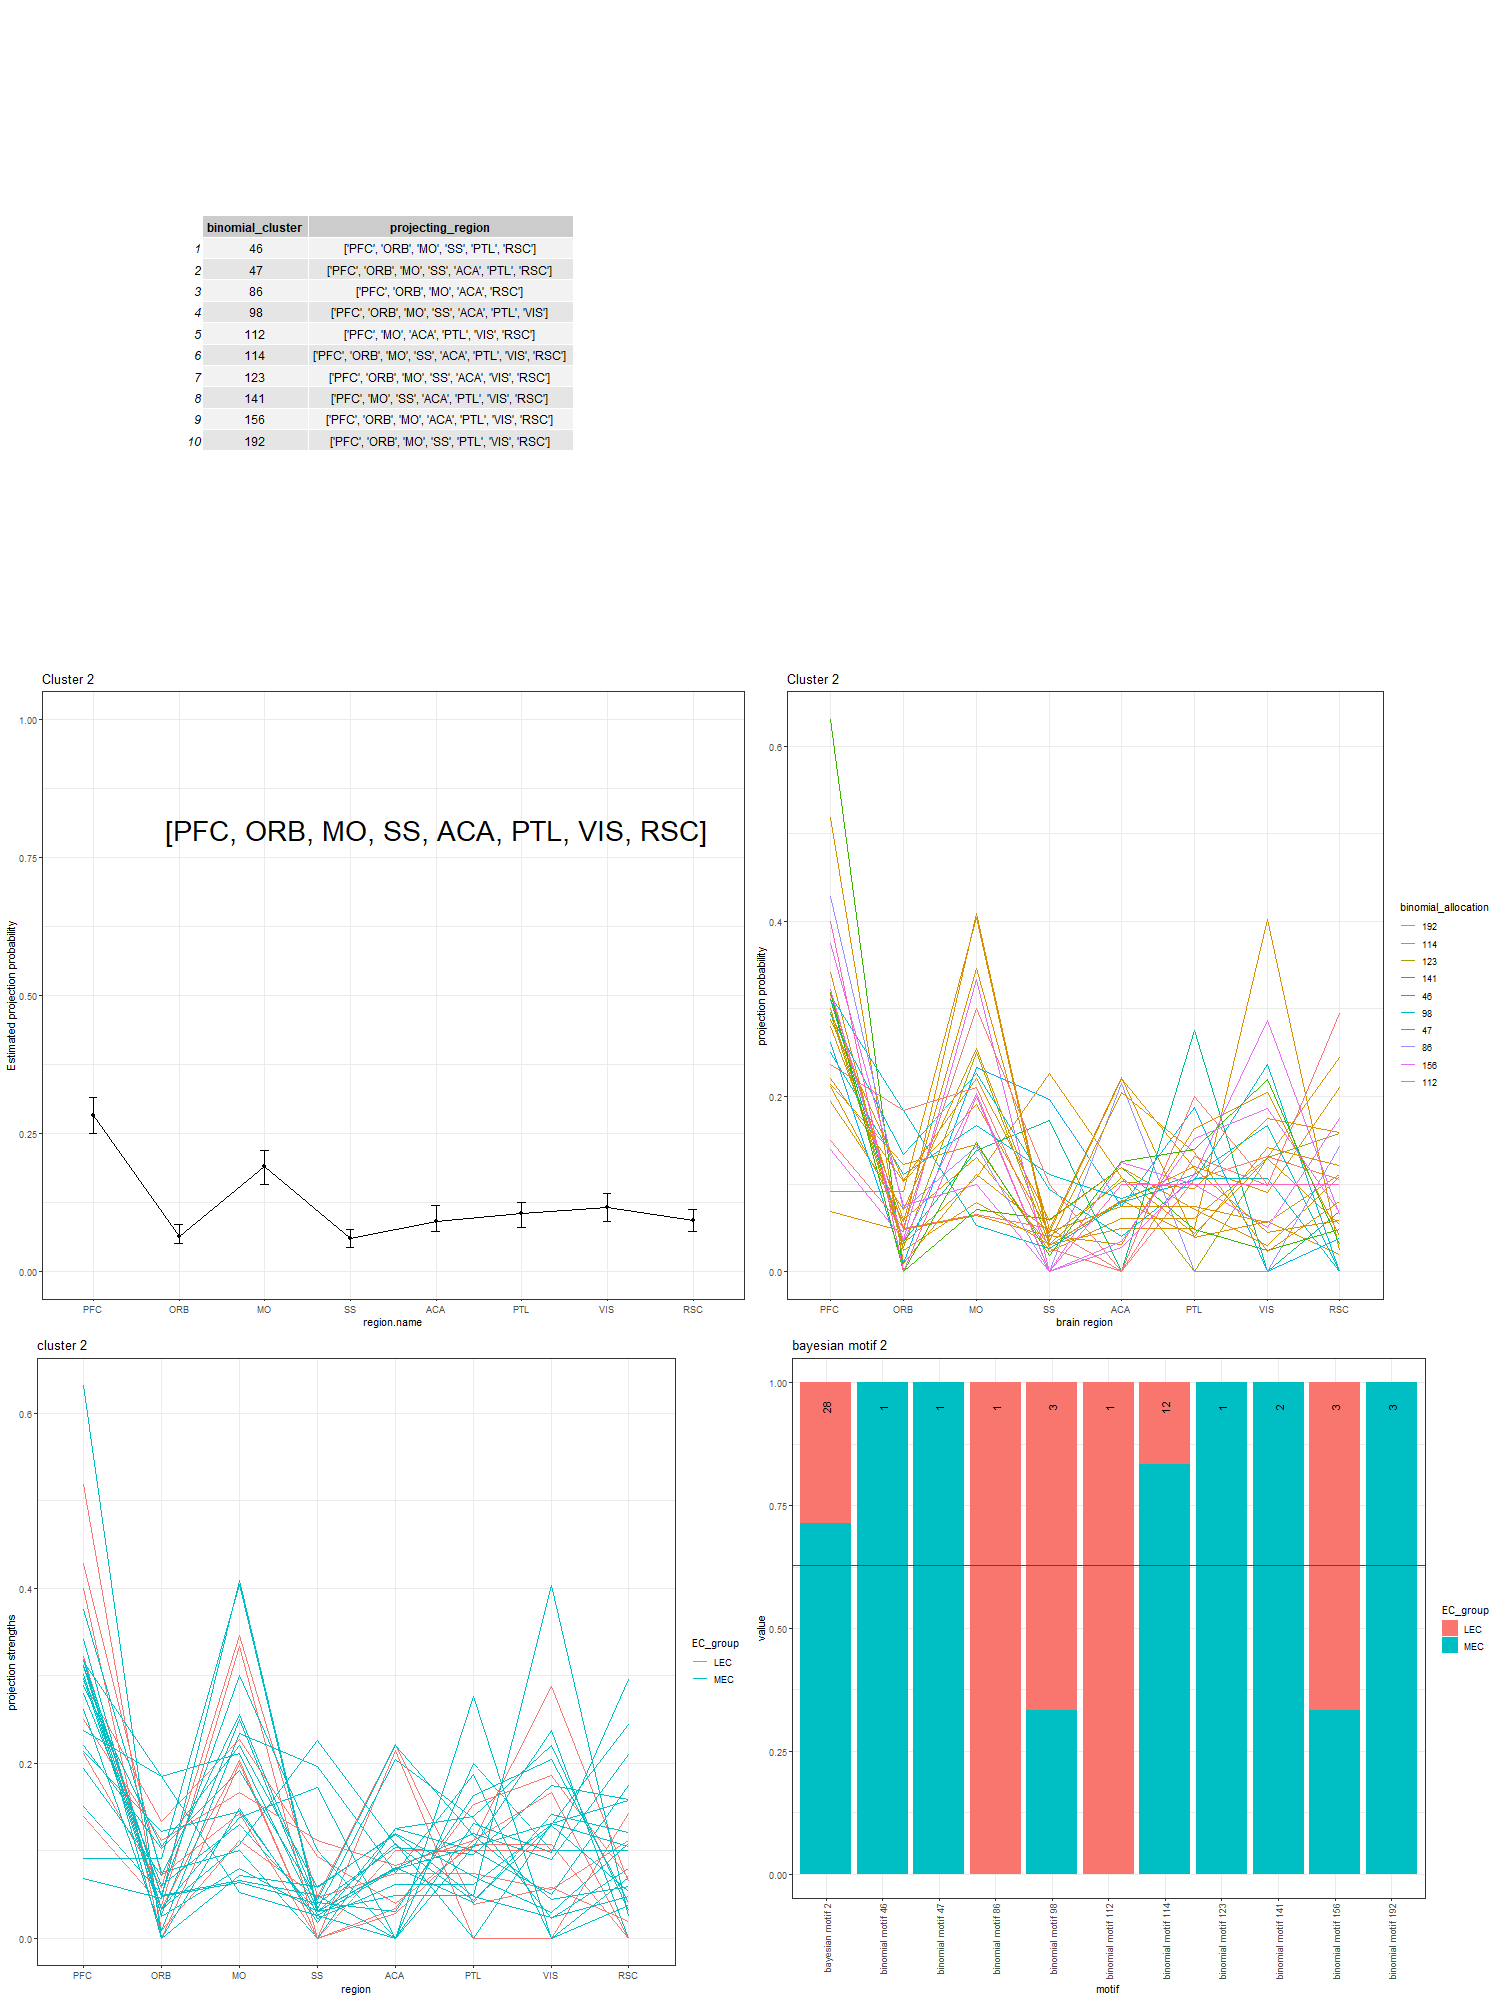 binomial_cluster projecting_region
1 46 ['PFC', 'ORB', 'MO', 'SS', 'PTL', 'RSC']
2 47 ['PFC', 'ORB', 'MO', 'SS', 'ACA', 'PTL', 'RSC']
3 86 ['PFC', 'ORB', 'MO', 'ACA', 'RSC']
4 98 ['PFC', 'ORB', 'MO', 'SS', 'ACA', 'PTL', 'VIS']
5 112 ['PFC', 'MO', 'ACA', 'PTL', 'VIS', 'RSC']
6 114 ['PFC', 'ORB', 'MO', 'SS', 'ACA', 'PTL', 'VIS', 'RSC']
7 123 ['PFC', 'ORB', 'MO', 'SS', 'ACA', 'VIS', 'RSC']
8 141 ['PFC', 'MO', 'SS', 'ACA', 'PTL', 'VIS', 'RSC']
9 156 ['PFC', 'ORB', 'MO', 'ACA', 'PTL', 'VIS', 'RSC']
10 192 ['PFC', 'ORB', 'MO', 'SS', 'PTL', 'VIS', 'RSC']
Cluster 2
Estimated projection probability
1.00
0.75
0.50
0.25
0.00
[PFC, ORB, MO, SS, ACA, PTL, VIS, RSC]
PFC ORB MO SS ACA PTL VIS RSC
region.name
Cluster 2
projection probability
0.6
0.4
0.2
0.0
PFC ORB MO SS ACA PTL VIS RSC
brain region
binomial_allocation
192
114
123
141
46
98
47
86
156
112
cluster 2
projection strengths
0.6
0.4
0.2
0.0
PFC ORB MO SS ACA PTL VIS RSC
region
EC_group
LEC
MEC
bayesian motif 2
value
1.00
0.75
0.50
0.25
0.00
28 1 1 1 3 1 12 1 2 3 3
bayesian motif 2
binomial motif 46
binomial motif 47
binomial motif 86
binomial motif 98
binomial motif 112
binomial motif 114
binomial motif 123
binomial motif 141
binomial motif 156
binomial motif 192
motif
EC_group
LEC
MEC